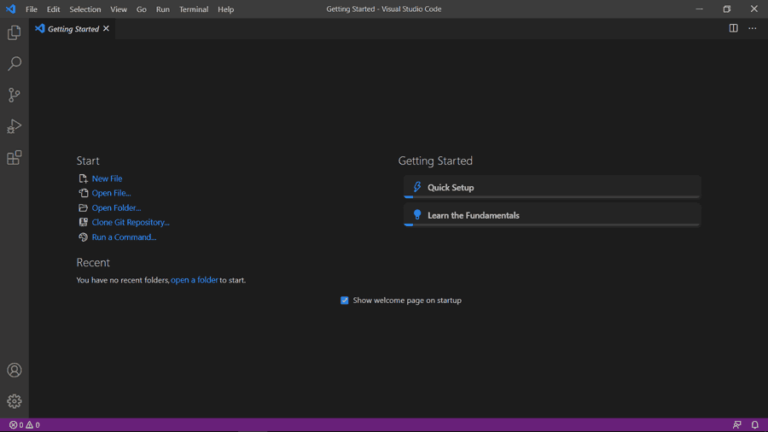 File Edit Selection View Go Run Terminal Help
Getting Started - Visual Studio Code
Getting Started
Start
New File
Open File...
Open Folder...
Clone Git Repository...
Run a Command...
Recent
You have no recent folders, open a folder to start.
Getting Started
Quick Setup
Learn the Fundamentals
Show welcome page on startup
0 0